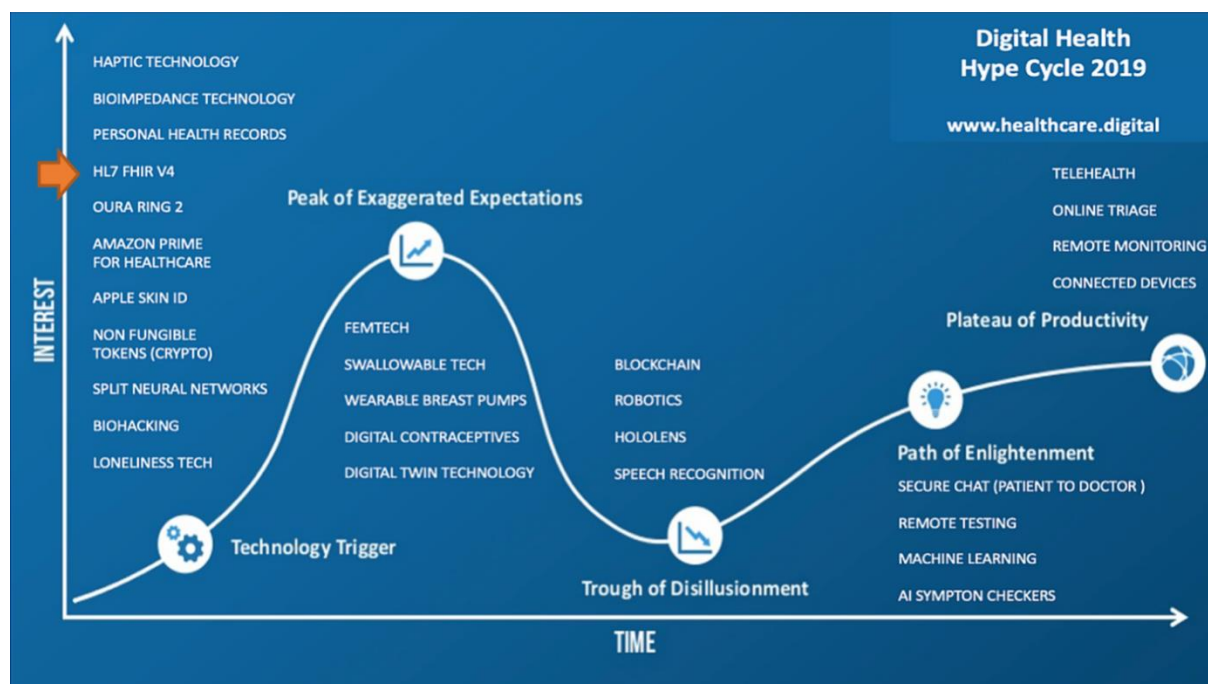 Digital Health
Hype Cycle 2019
www.healthcare.digital
INTEREST
HAPTIC TECHNOLOGY
BIOIMPEDANCE TECHNOLOGY
PERSONAL HEALTH RECORDS
HL7 FHIR V4
OURA RING 2
AMAZON PRIME
FOR HEALTHCARE
APPLE SKIN ID
NON FUNGIBLE
TOKENS (CRYPTO)
SPLIT NEURAL NETWORKS
BIOHACKING
LONELINESS TECH
Technology Trigger
Peak of Exaggerated Expectations
FEMTECH
SWALLOWABLE TECH
WEARABLE BREAST PUMPS
DIGITAL CONTRACEPTIVES
DIGITAL TWIN TECHNOLOGY
BLOCKCHAIN
ROBOTICS
HOLOLENS
SPEECH RECOGNITION
Trough of Disillusionment
TELEHEALTH
ONLINE TRIAGE
REMOTE MONITORING
CONNECTED DEVICES
Plateau of Productivity
Path of Enlightenment
SECURE CHAT (PATIENT TO DOCTOR )
REMOTE TESTING
MACHINE LEARNING
AI SYMPTON CHECKERS
TIME